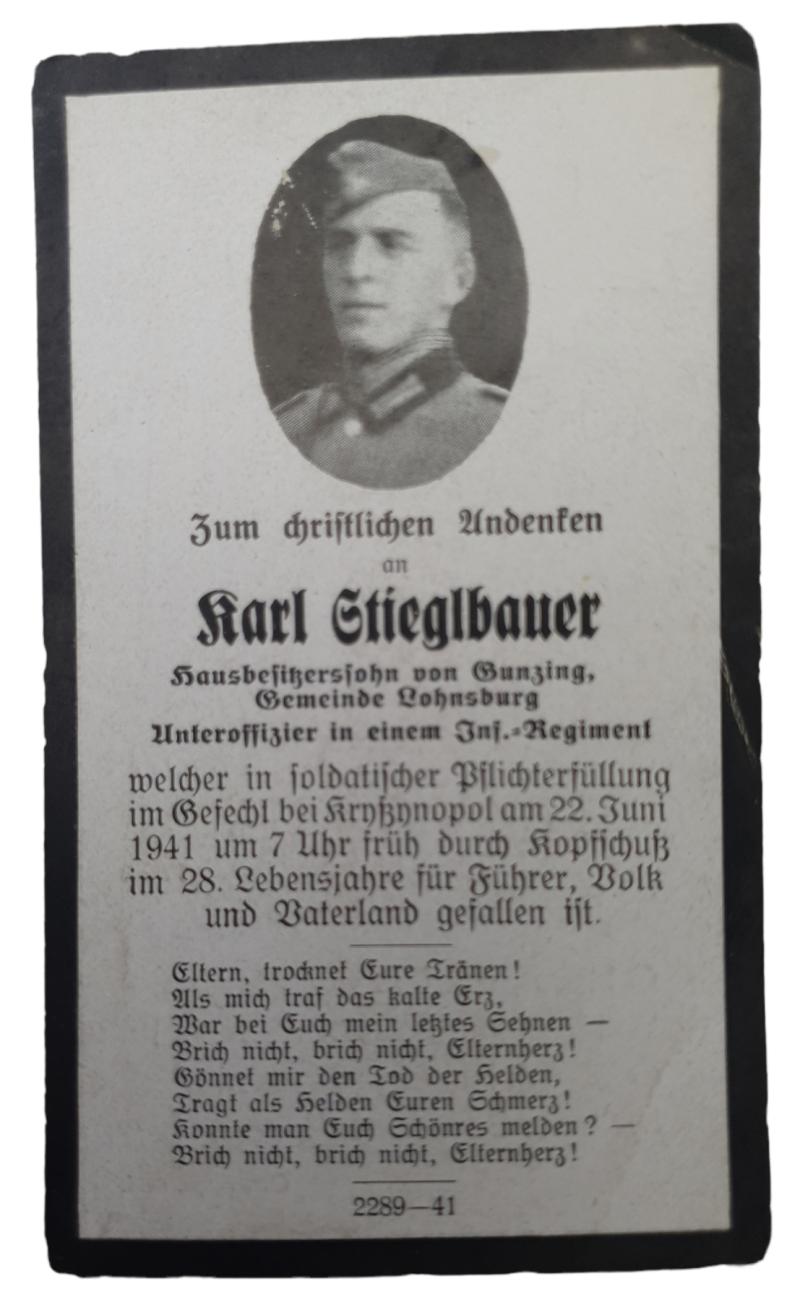 Zum christlichen Andenken
an
Karl Stieglbauer
Hausbesitzerssohn von Gunzing,
Gemeinde Lohnsburg
Unteroffizier in einem Inf.-Regiment
welcher in soldatischer Pflichterfüllung
im Gefecht bei Kryßynopol am 22. Juni
1941 um 7 Uhr früh durch Kopfschuß
im 28. Lebensjahre für Führer, Volk
und Vaterland gefallen ist.
Eltern, trocknet Eure Tränen!
Als mich traf das kalte Erz,
War bei Euch mein letztes Sehnen —
Brich nicht, brich nicht, Elternherz!
Gönnet mir den Tod der Helden,
Tragt als Helden Euren Schmerz!
Konnte man Euch Schönres melden? —
Brich nicht, brich nicht, Elternherz!
2289—41